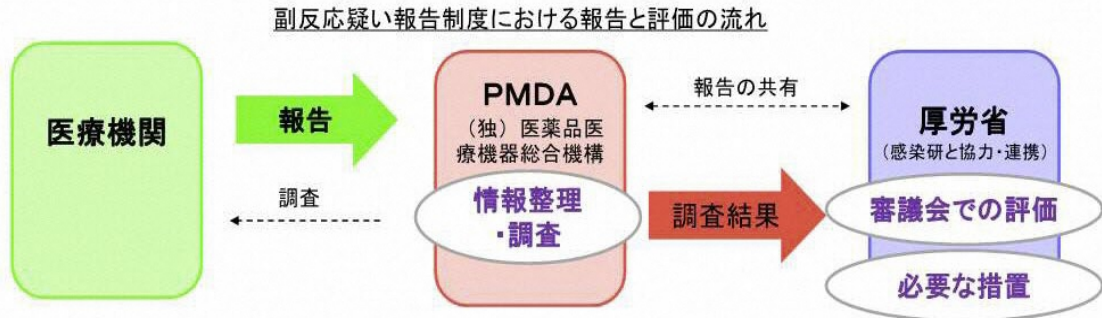 副反応疑い報告制度における報告と評価の流れ
医療機関
報告
調査
PMDA
（独）医薬品医
療機器総合機構
情報整理
・調査
報告の共有
調査結果
厚労省
（感染研と協力・連携）
審議会での評価
必要な措置